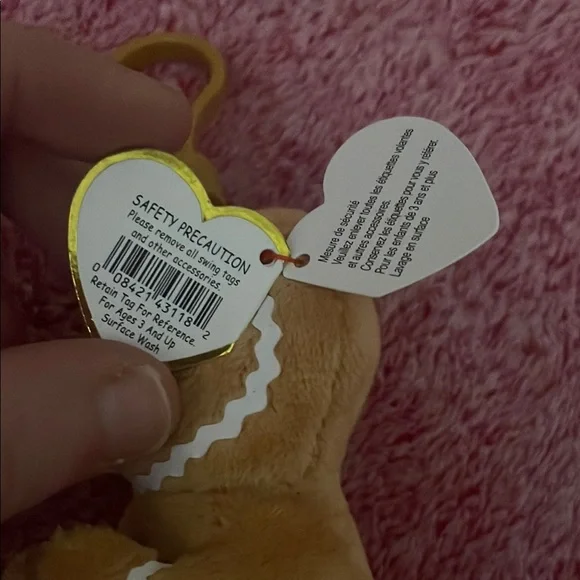 SAFETY PRECAUTION
Please remove all swing tags
and other accessories.
0 08421 43118 2
Retain Tag For Reference.
For Ages 3 And Up
Surface Wash
Mesure de sécurité
Veuillez enlever toutes les étiquettes volantes
et autres accessoires.
Conservez les étiquettes pour vous y référer.
Pour les enfants de 3 ans et plus
Lavage en surface